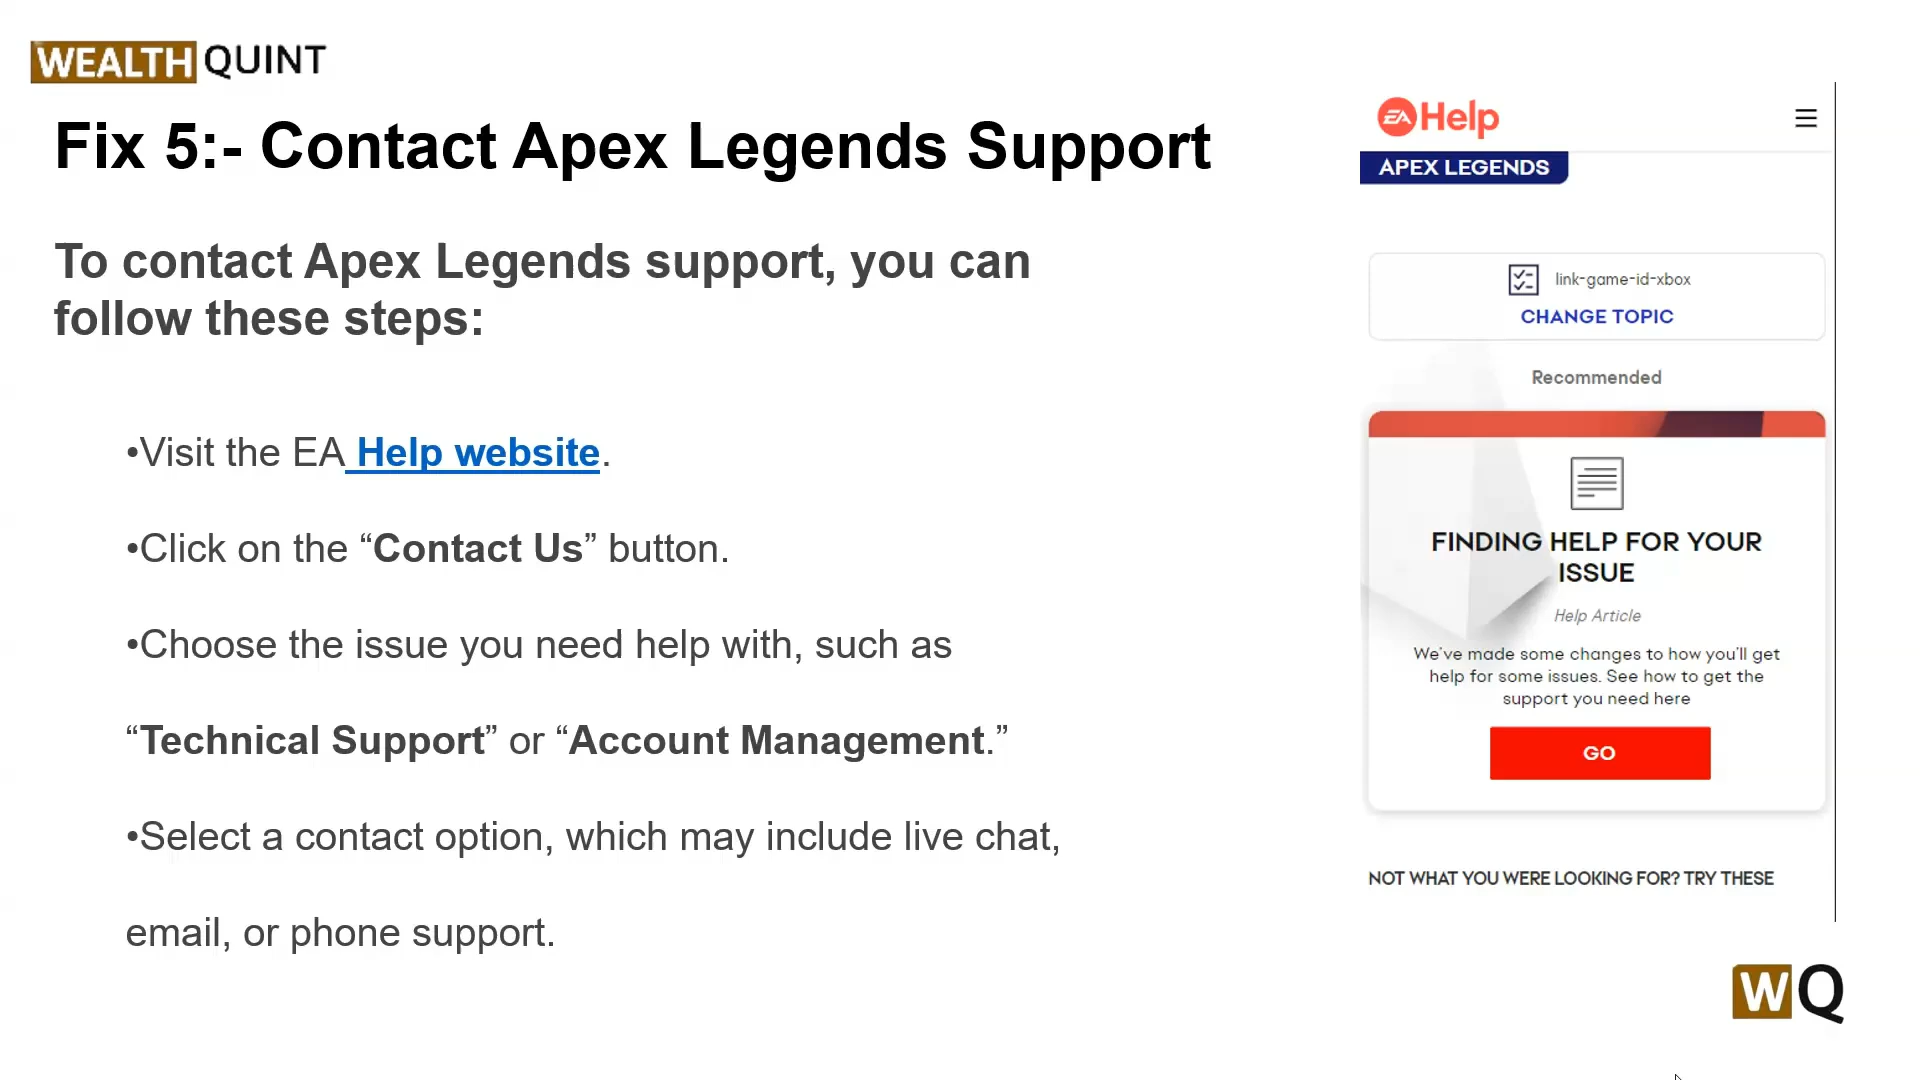 WEALTH QUINT
Fix 5:- Contact Apex Legends Support
To contact Apex Legends support, you can
follow these steps:
•Visit the EA Help website.
•Click on the “Contact Us” button.
•Choose the issue you need help with, such as
“Technical Support” or “Account Management.”
•Select a contact option, which may include live chat,
email, or phone support.
EA Help
APEX LEGENDS
link-game-id-xbox
CHANGE TOPIC
Recommended
FINDING HELP FOR YOUR
ISSUE
Help Article
We've made some changes to how you'll get
help for some issues. See how to get the
support you need here
GO
NOT WHAT YOU WERE LOOKING FOR? TRY THESE
WQ